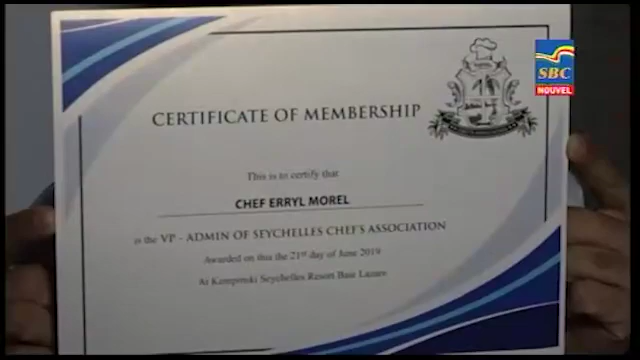 SBC
NOUVEL
CERTIFICATE OF MEMBERSHIP
This is to certify that
CHEF ERRYL MOREL
is the VP - ADMIN OF SEYCHELLES CHEF'S ASSOCIATION
Awarded on this the 21st day of June 2019
At Kempinski Seychelles Resort Baie Lazare